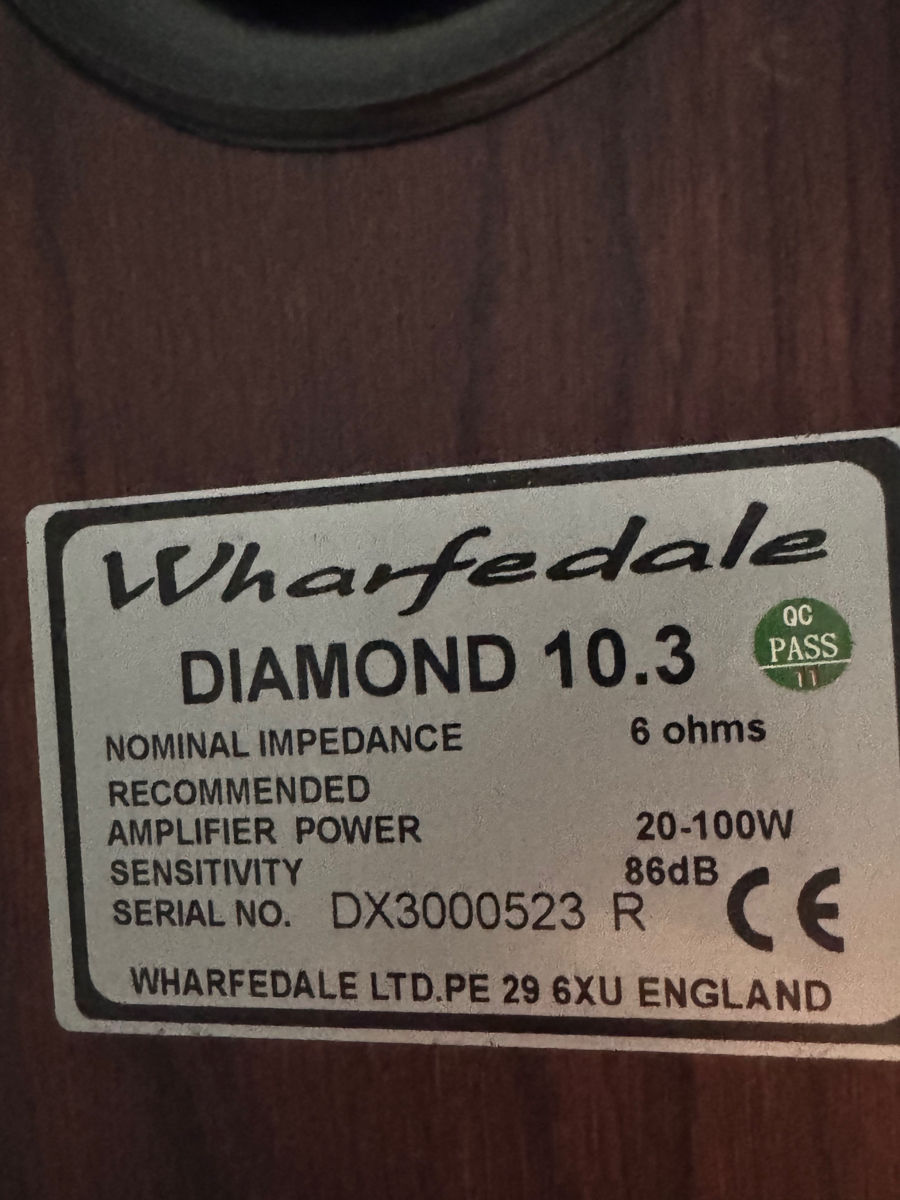 Wharfedale
DIAMOND 10.3
QC
PASS
11
NOMINAL IMPEDANCE 6 ohms
RECOMMENDED
AMPLIFIER POWER 20-100W
SENSITIVITY 86dB
SERIAL NO. DX3000523 R
CE
WHARFEDALE LTD.PE 29 6XU ENGLAND